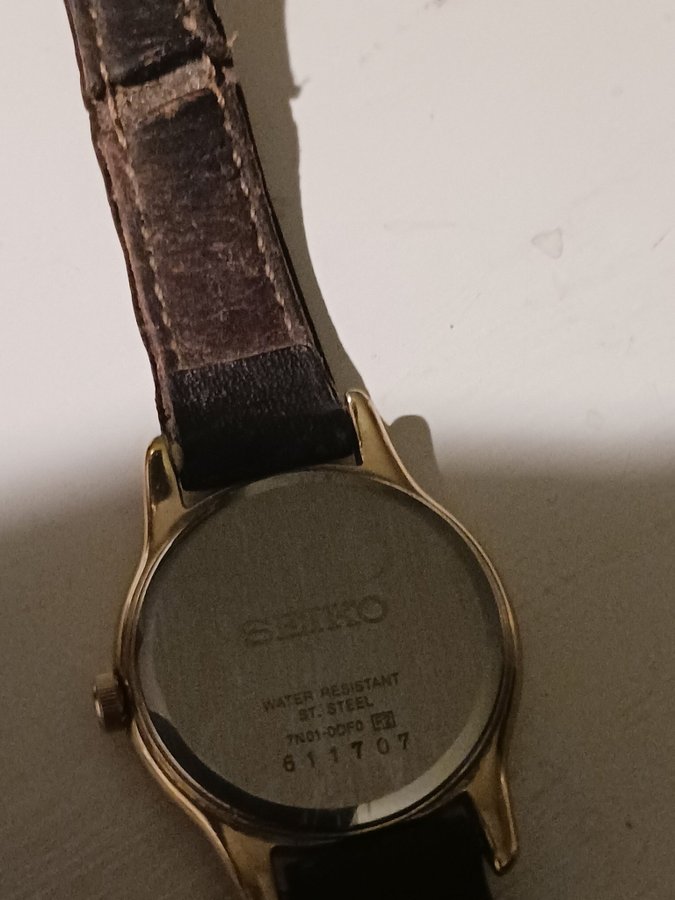 SEIKO
WATER RESISTANT
ST. STEEL
7N01-0DF0
611707